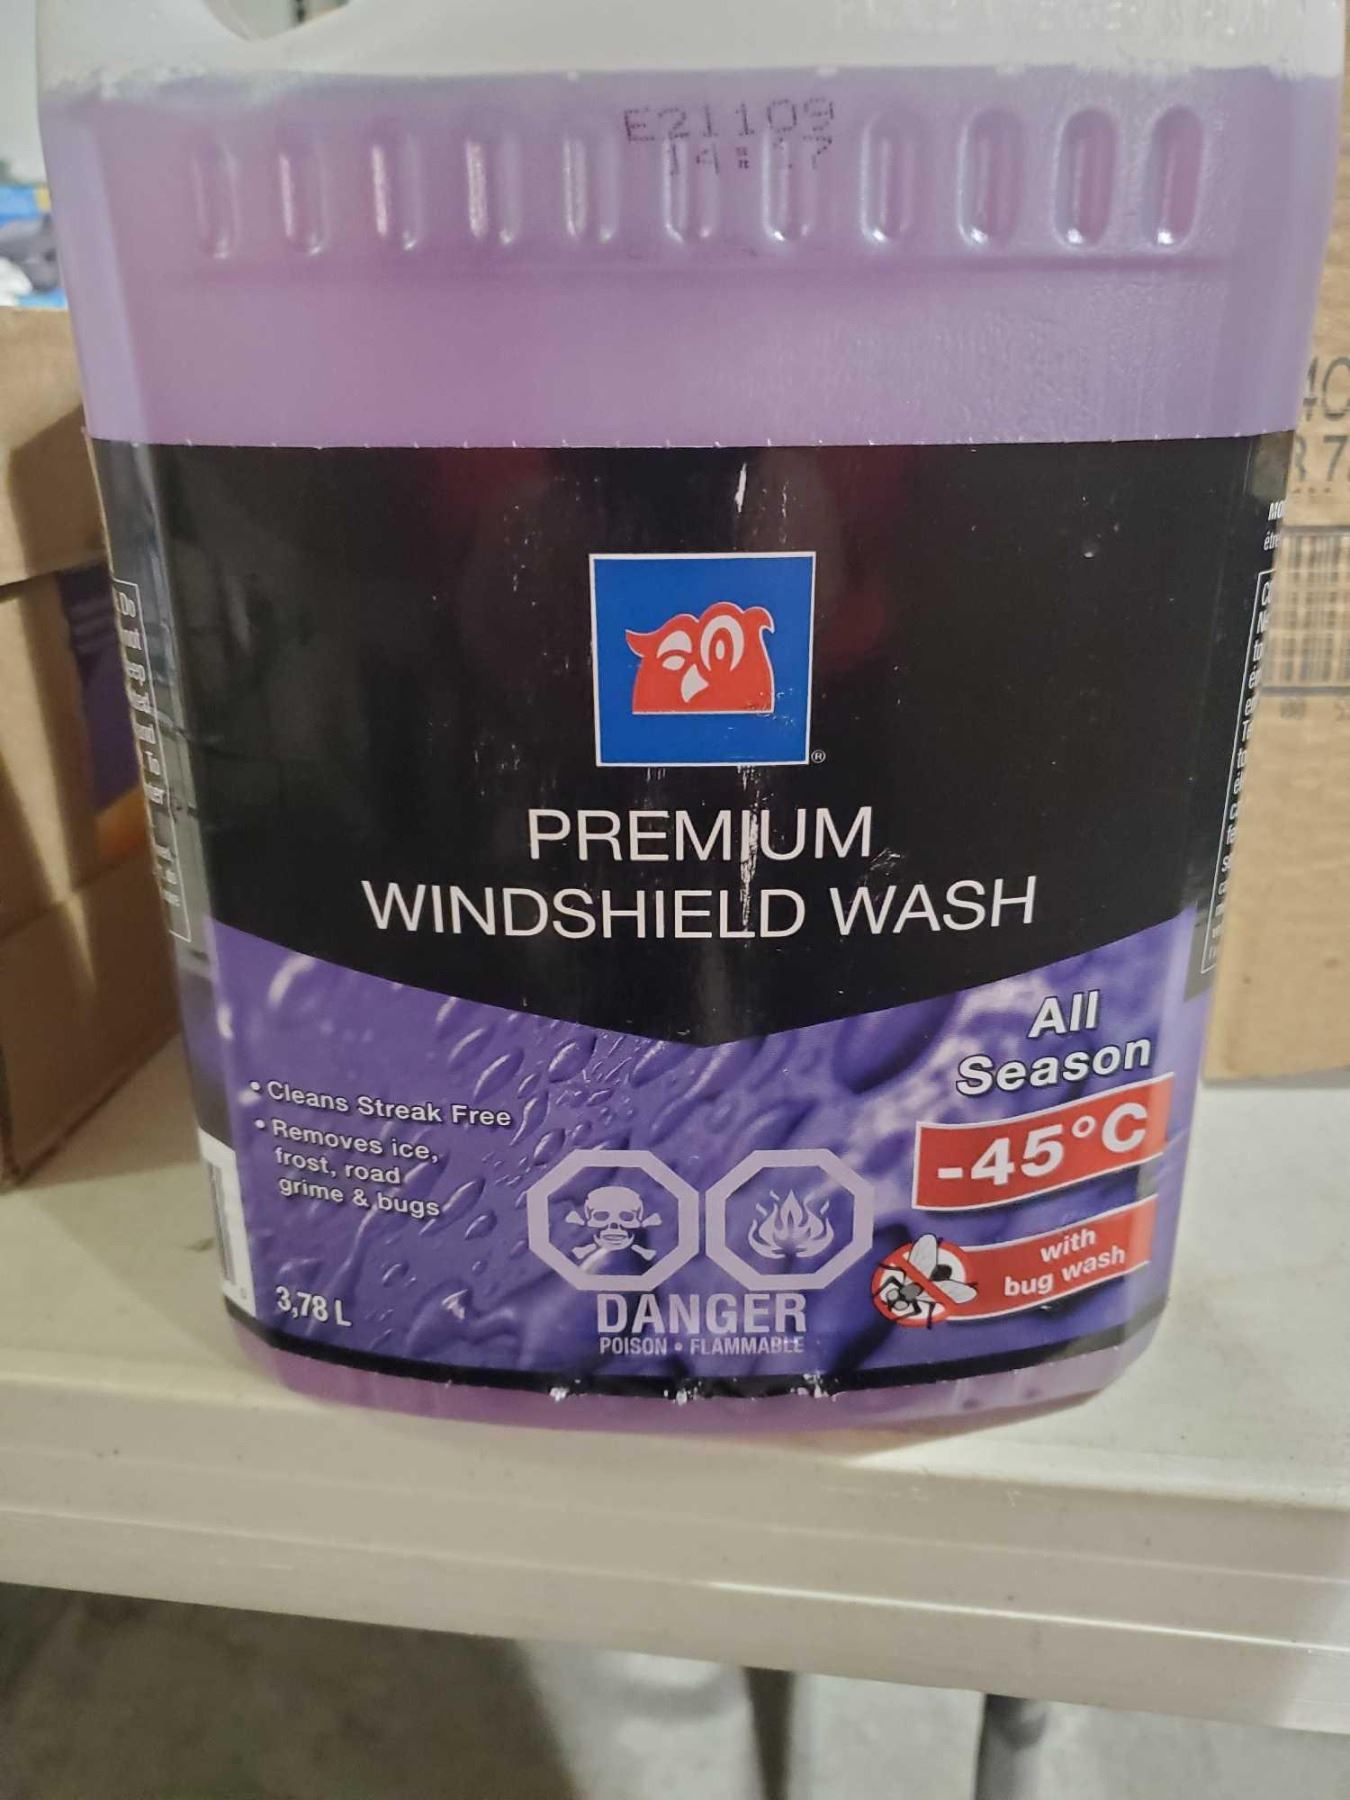 E21109
14:17
®
PREMIUM
WINDSHIELD WASH
All
Season
-45°C
with
bug wash
• Cleans Streak Free
• Removes ice,
frost, road
grime & bugs
3,78 L
DANGER
POISON • FLAMMABLE